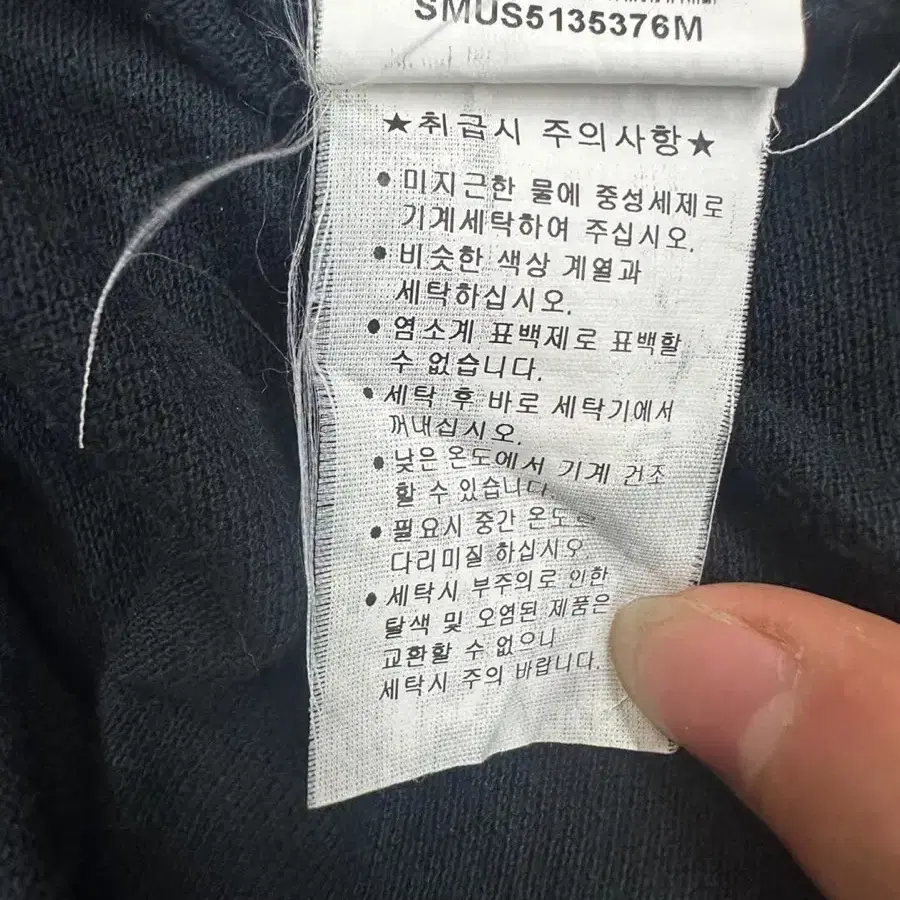 SMUS5135376M
★취급시 주의사항★
● 미지근한 물에 중성세제로
기계세탁하여 주십시오.
● 비슷한 색상 계열과
세탁하십시오.
● 염소계 표백제로 표백할
수 없습니다.
● 세탁 후 바로 세탁기에서
꺼내십시오.
● 낮은 온도에서 기계 건조
할 수 있습니다.
● 필요시 중간 온도로
다리미질 하십시오
● 세탁시 부주의로 인한
탈색 및 오염된 제품은
교환할 수 없으니
세탁시 주의 바랍니다.